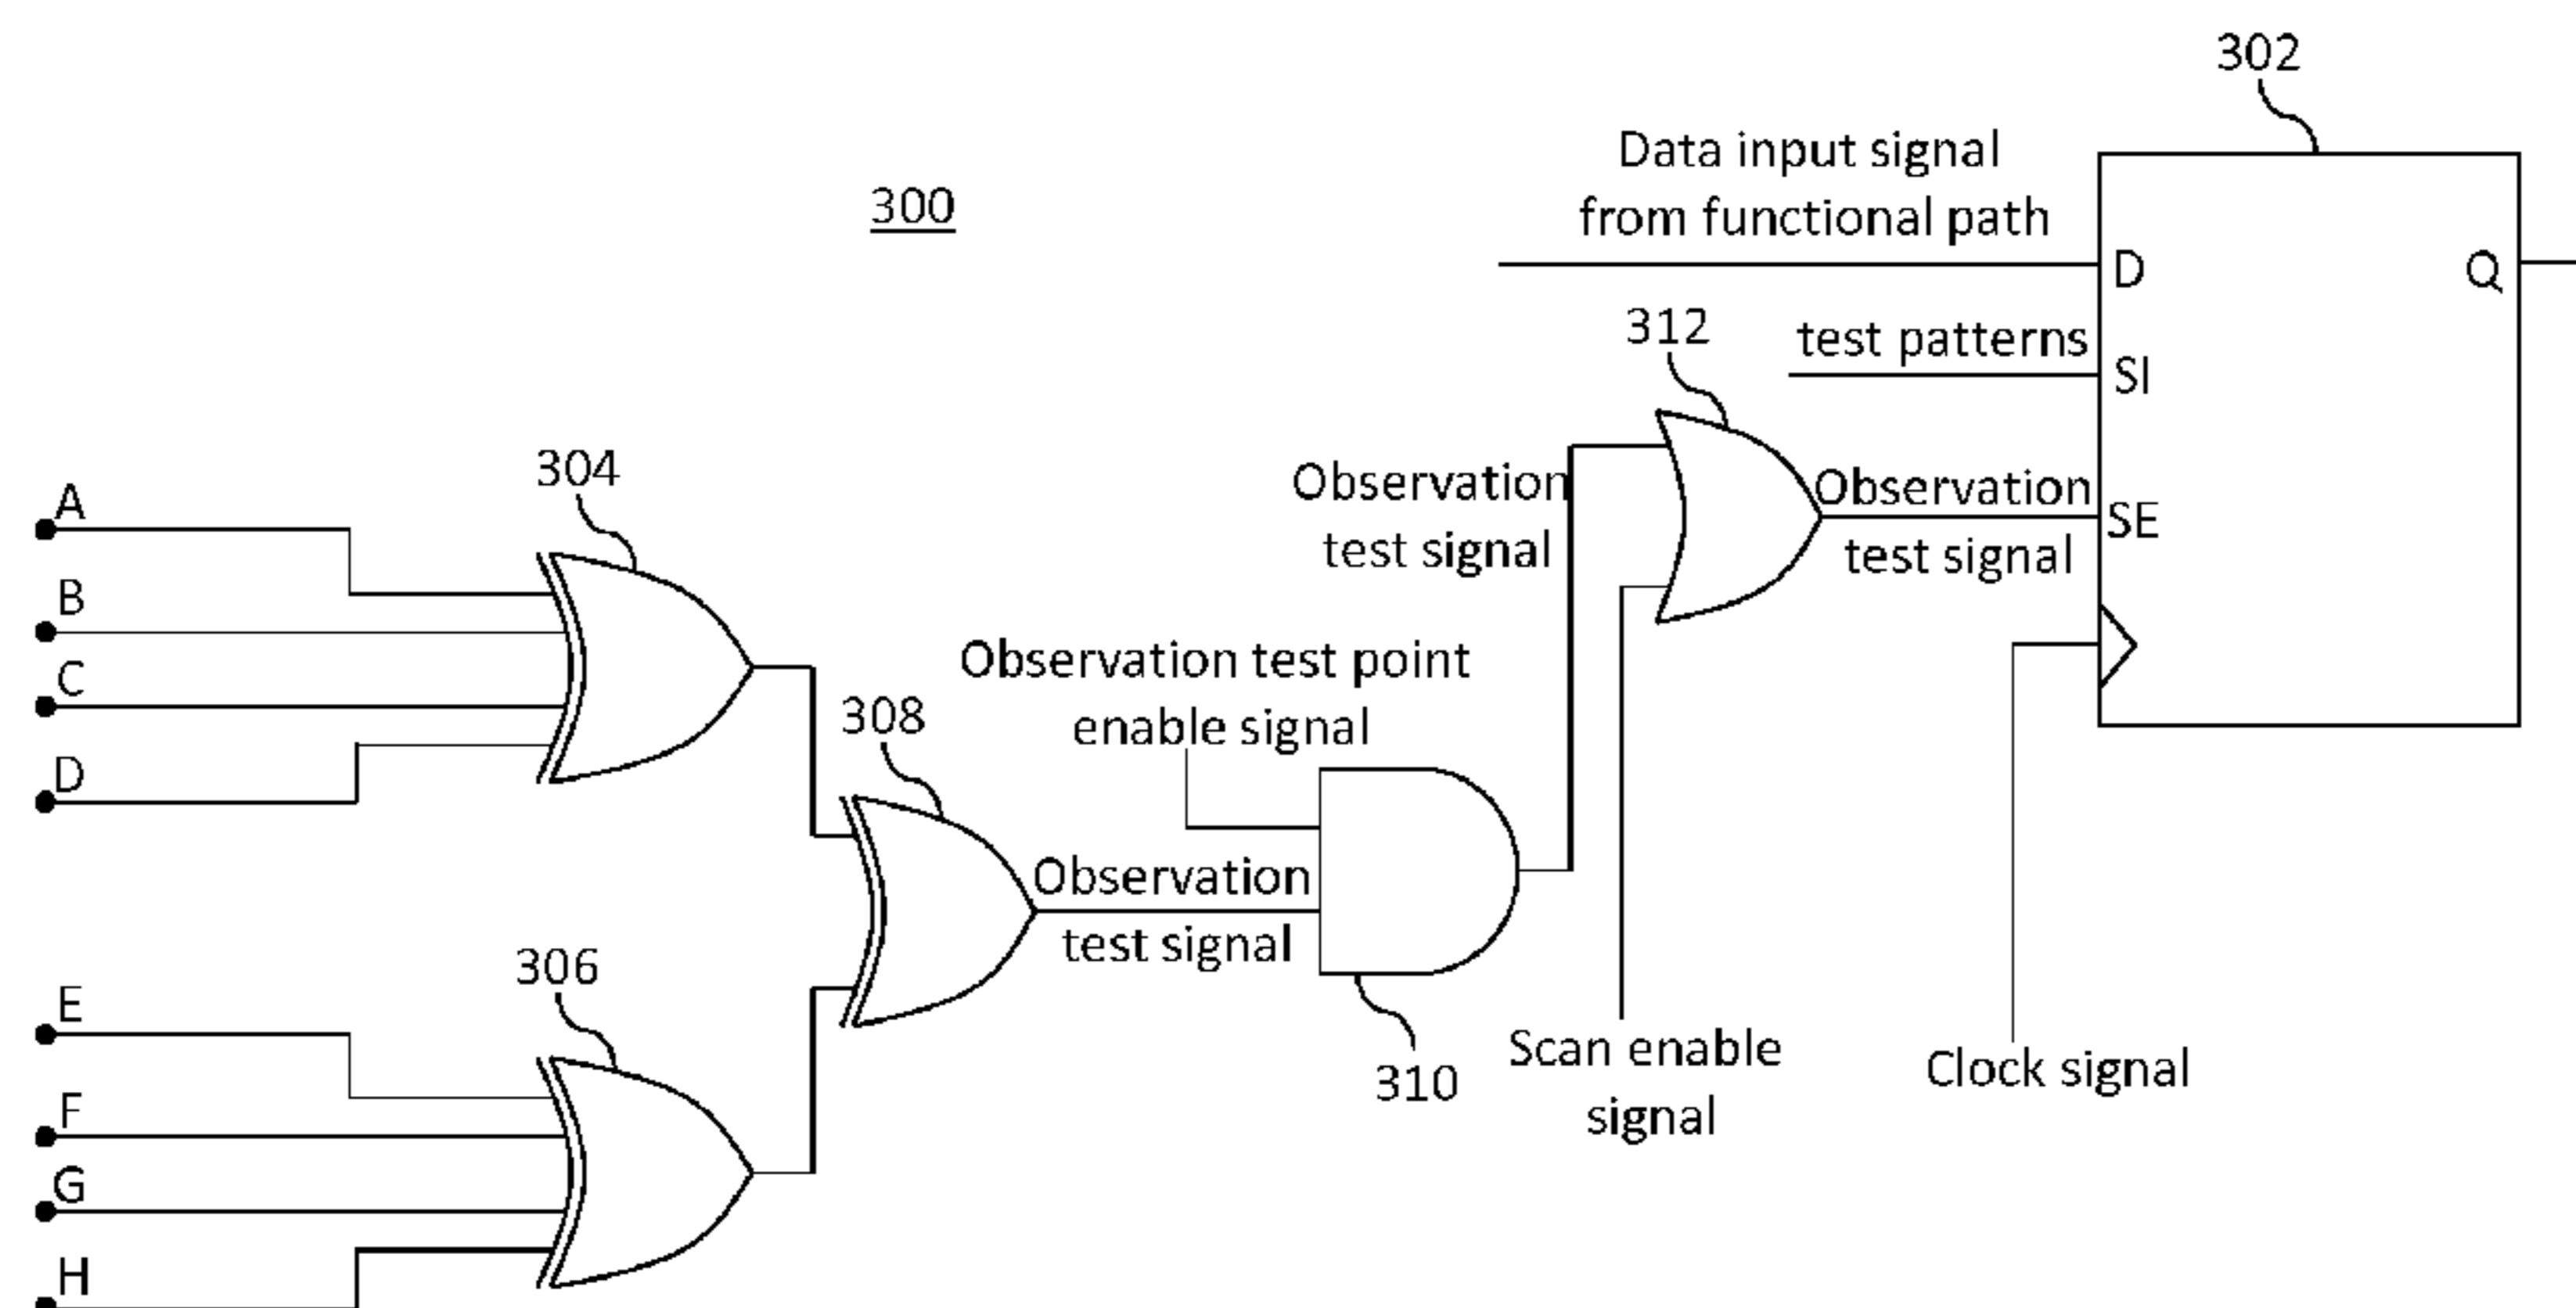 302
Data input signal
from functional path
300
D
Q
312
test patterns
SI
304
Observation
test signal
Observation
test signal
SE
A
B
C
D
Observation test point
enable signal
308
Observation
test signal
306
310
Scan enable
signal
Clock signal
E
F
G
H